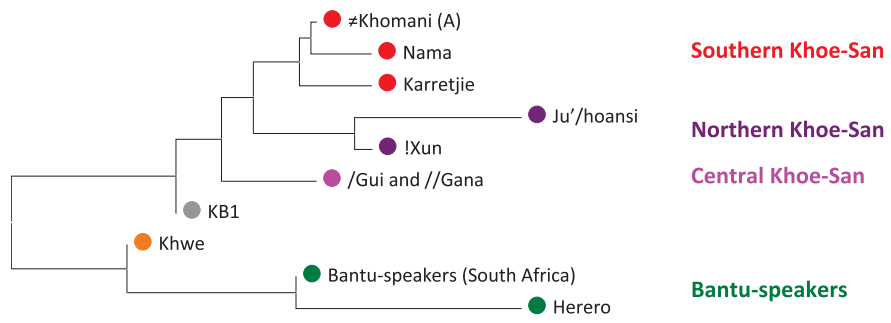 ≠Khomani (A)
Nama
Southern Khoe-San
Karretjie
Ju’/hoansi
Northern Khoe-San
!Xun
Central Khoe-San
/Gui and //Gana
KB1
Khwe
Bantu-speakers (South Africa)
Bantu-speakers
Herero